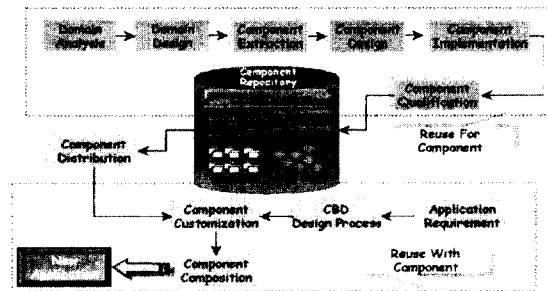 Domain
Analysis
Domain
Design
Component
Extraction
Component
Design
Component
Implementation
Component
Repository
Component
Qualification
Reuse For
Component
Component
Distribution
Component
Customization
CBD
Design Process
Application
Requirement
Component
Composition
Reuse With
Component